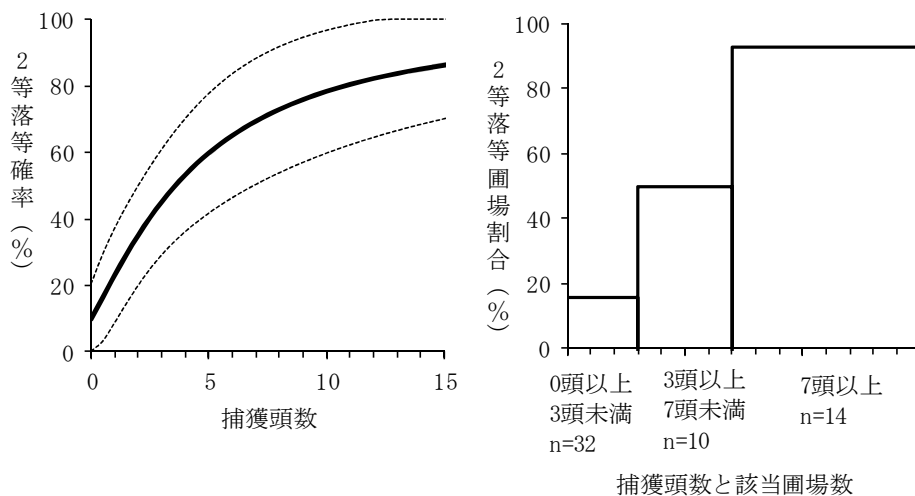 100
80
60
40
20
0
2等落等確率(%)
0
5
10
15
捕獲頭数
100
80
60
40
20
0
2等落等圃場割合(%)
0頭以上
3頭未満
n=32
3頭以上
7頭未満
n=10
7頭以上
n=14
捕獲頭数と該当圃場数